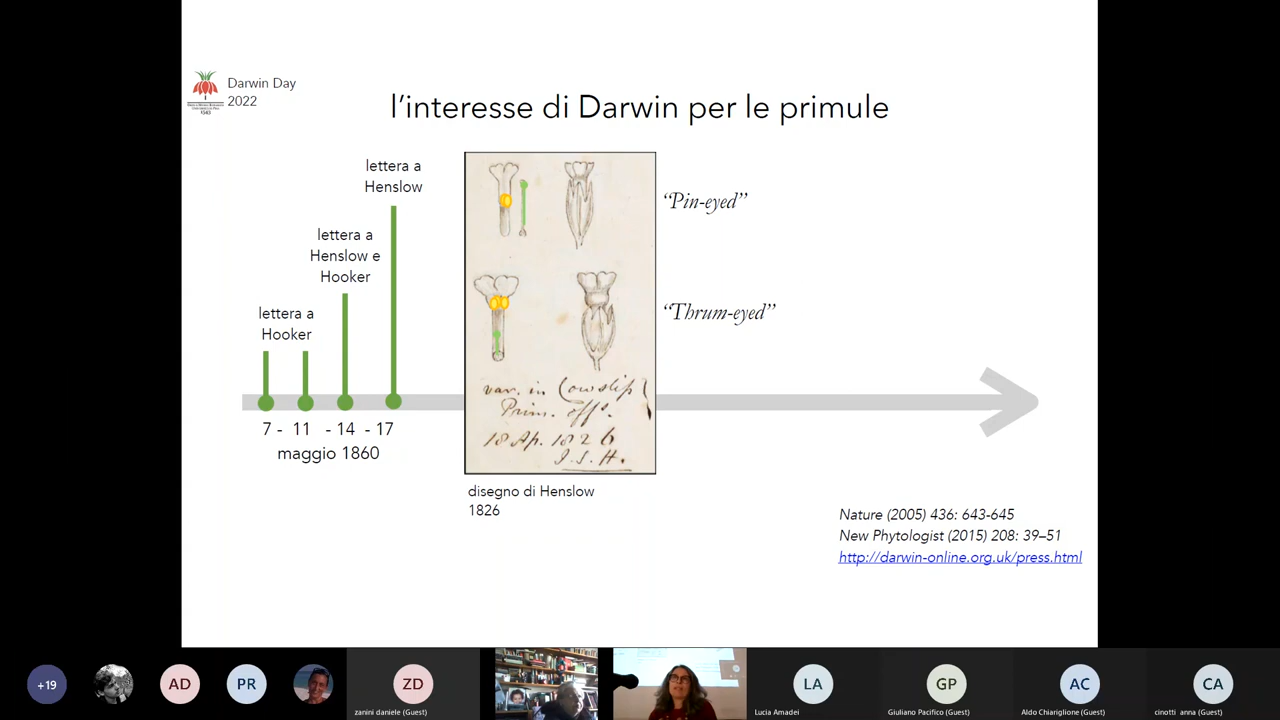 Darwin Day
2022
l'interesse di Darwin per le primule
lettera a
Henslow
lettera a
Henslow e
Hooker
lettera a
Hooker
7 - 11 - 14 - 17
maggio 1860
"Pin-eyed"
"Thrum-eyed"
var. in Cowslip
Prim. offs.
18 Ap. 1826
J.S.H.
disegno di Henslow
1826
Nature (2005) 436: 643-645
New Phytologist (2015) 208: 39–51
http://darwin-online.org.uk/press.html
+19
AD
PR
ZD
zanini daniele (Guest)
LA
Lucia Amadei
GP
Giuliano Pacifico (Guest)
AC
Aldo Chiariglione (Guest)
CA
cinotti anna (Guest)